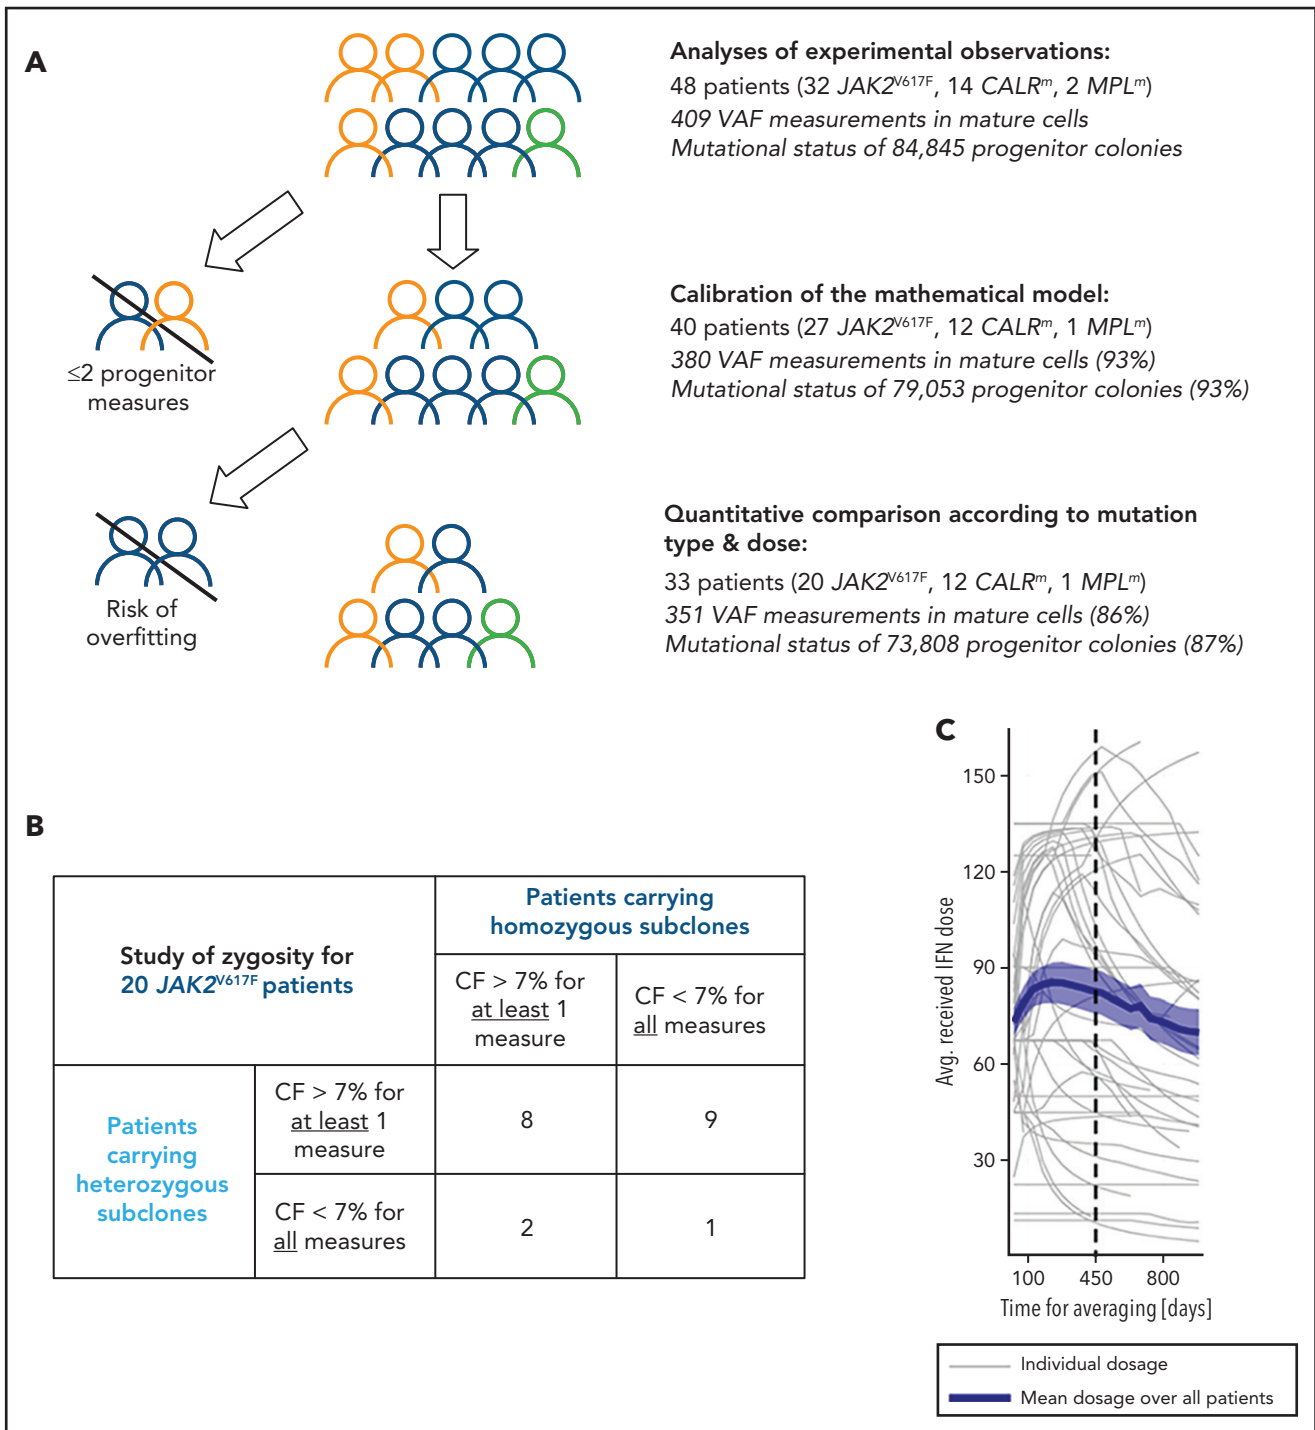 A
Analyses of experimental observations:
48 patients (32 JAK2V617F, 14 CALRm, 2 MPLm)
409 VAF measurements in mature cells
Mutational status of 84,845 progenitor colonies
≤2 progenitor
measures
Calibration of the mathematical model:
40 patients (27 JAK2V617F, 12 CALRm, 1 MPLm)
380 VAF measurements in mature cells (93%)
Mutational status of 79,053 progenitor colonies (93%)
Risk of
overfitting
Quantitative comparison according to mutation
type & dose:
33 patients (20 JAK2V617F, 12 CALRm, 1 MPLm)
351 VAF measurements in mature cells (86%)
Mutational status of 73,808 progenitor colonies (87%)
B
Study of zygosity for
20 JAK2V617F patients
Patients carrying
homozygous subclones
CF > 7% for
at least 1
measure
CF < 7% for
all measures
Patients
carrying
heterozygous
subclones
CF > 7% for
at least 1
measure
8
9
CF < 7% for
all measures
2
1
C
Avg. received IFN dose
150
120
90
60
30
100
450
800
Time for averaging [days]
Individual dosage
Mean dosage over all patients